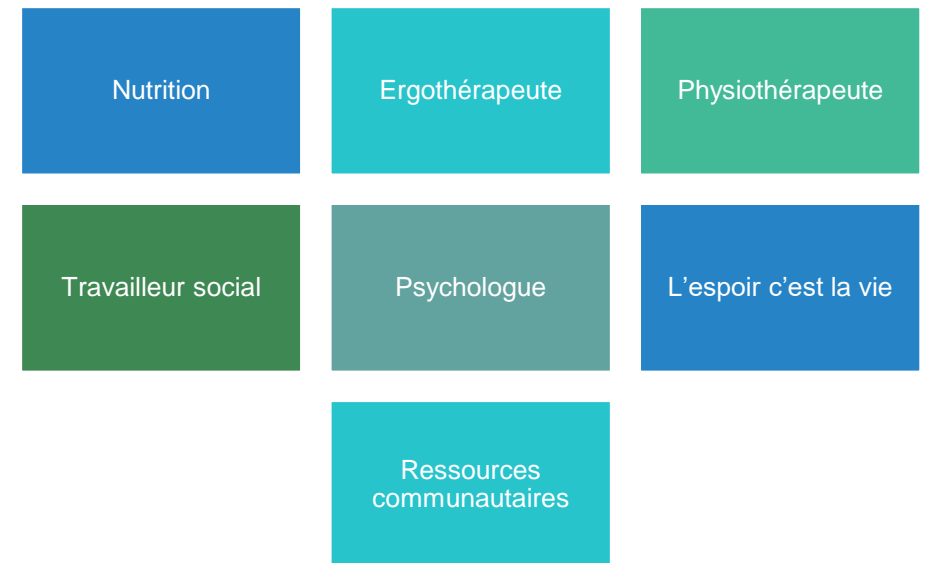 Nutrition
Ergothérapeute
Physiothérapeute
Travailleur social
Psychologue
L’espoir c’est la vie
Ressources
communautaires